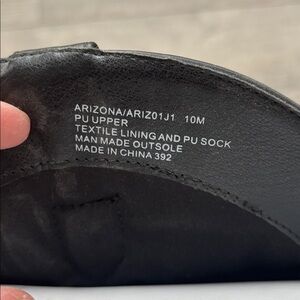 ARIZONA/ARIZ01J1 10M
PU UPPER
TEXTILE LINING AND PU SOCK
MAN MADE OUTSOLE
MADE IN CHINA 392